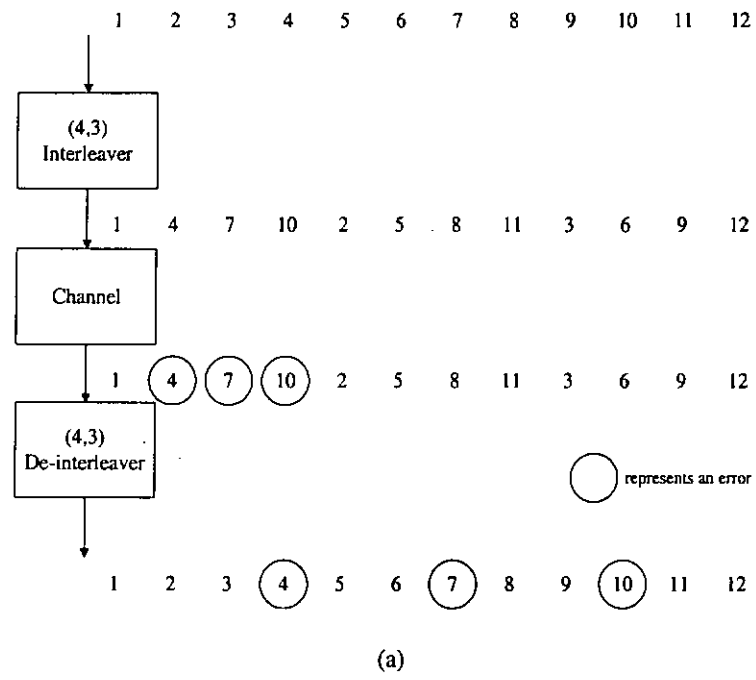 1 2 3 4 5 6 7 8 9 10 11 12
(4,3)
Interleaver
1 4 7 10 2 5 8 11 3 6 9 12
Channel
1 4 7 10 2 5 8 11 3 6 9 12
(4,3)
De-interleaver
represents an error
1 2 3 4 5 6 7 8 9 10 11 12
(a)